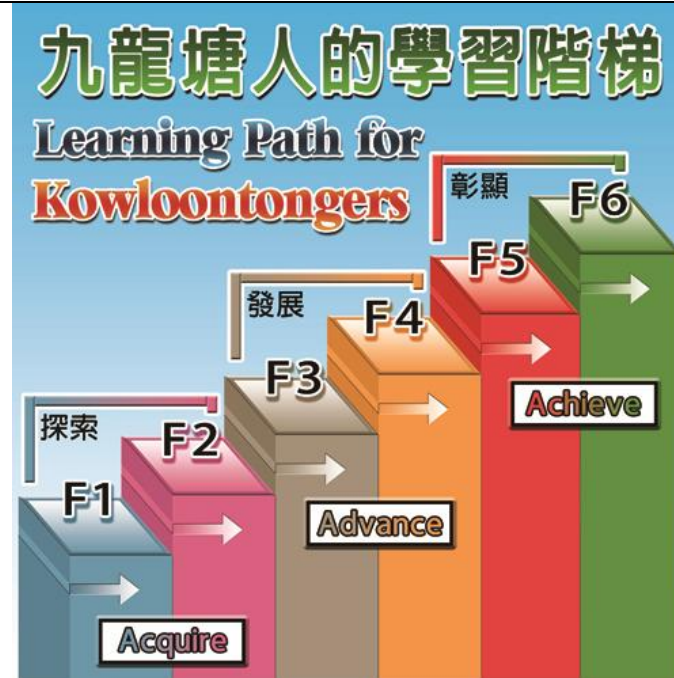 九龍塘人的學習階梯
Learning Path for
Kowloontongers
彰顯
F6
F5
發展
F4
F3
Achieve
探索
F2
F1
Advance
Acquire